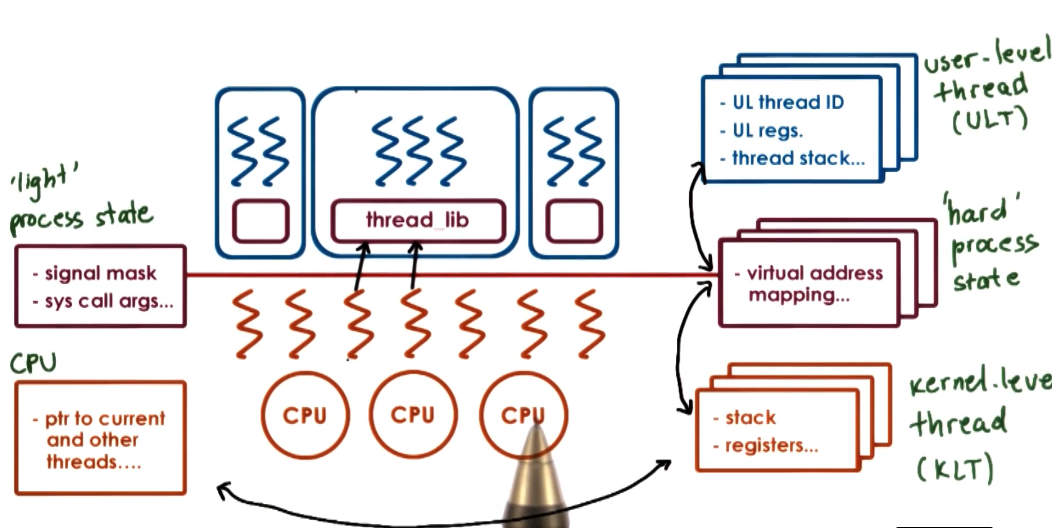 user-level
thread
(ULT)
- UL thread ID
- UL regs.
- thread stack...
'light'
process state
thread_lib
'hard'
process
state
- signal mask
- sys call args...
- virtual address
mapping...
CPU
- ptr to current
and other
threads....
CPU
CPU
CPU
- stack
- registers...
kernel-leve
thread
(KLT)